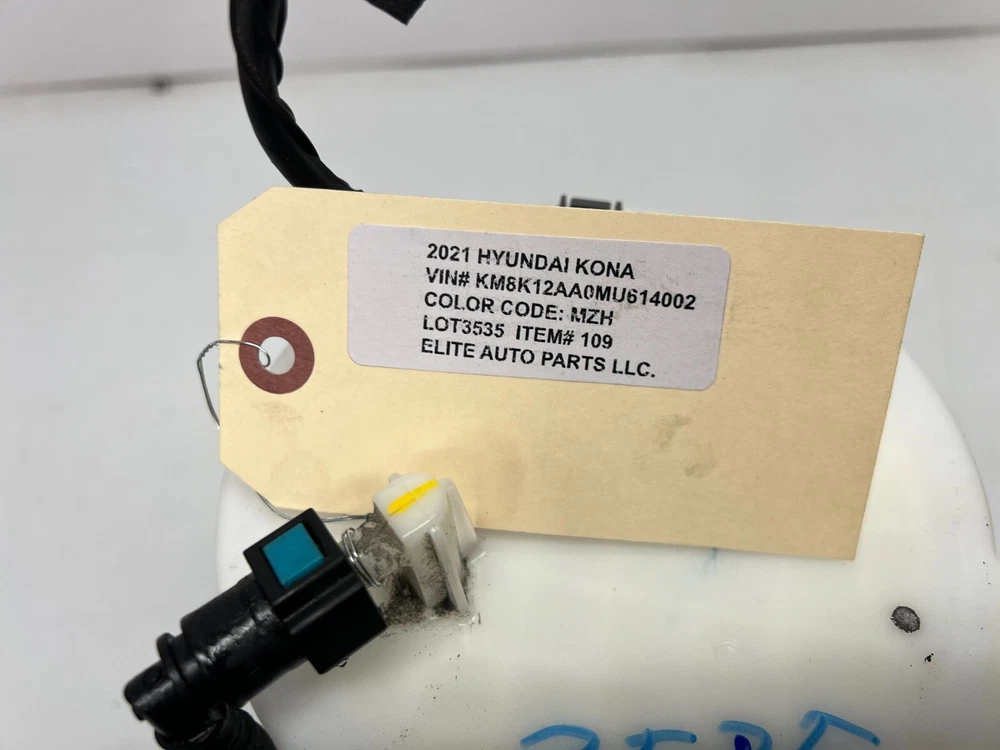 2021 HYUNDAI KONA
VIN# KM8K12AA0MU614002
COLOR CODE: MZH
LOT3535 ITEM# 109
ELITE AUTO PARTS LLC.